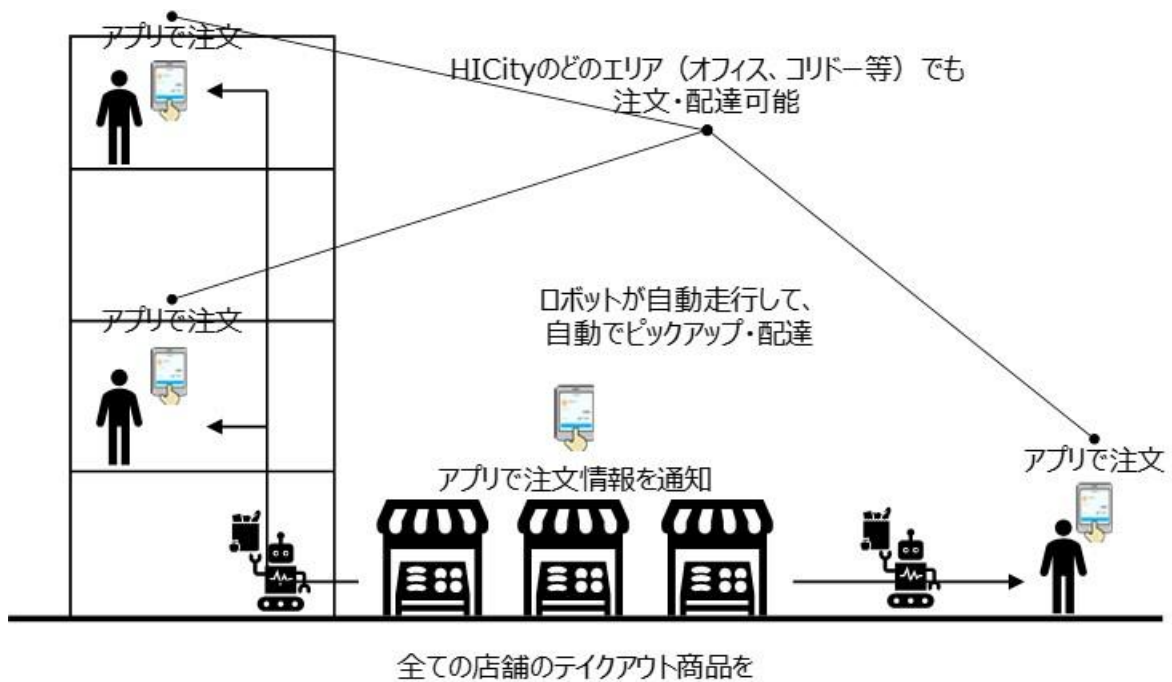 アプリで注文
HICityのどのエリア（オフィス、コリドー等）でも
注文・配達可能
アプリで注文
ロボットが自動走行して、
自動でピックアップ・配達
アプリで注文情報を通知
アプリで注文
全ての店舗のテイクアウト商品を